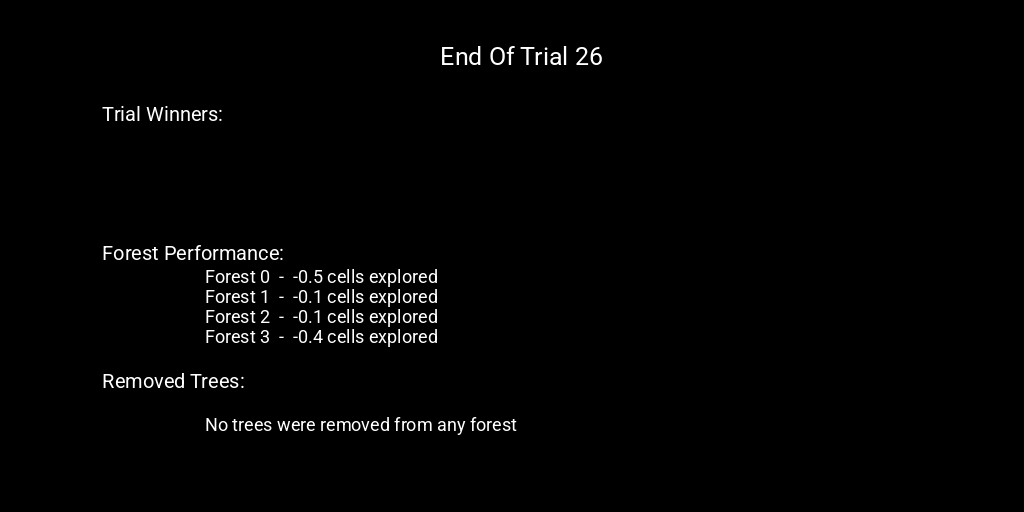 End Of Trial 26
Trial Winners:
Forest Performance:
Forest 0 - -0.5 cells explored
Forest 1 - -0.1 cells explored
Forest 2 - -0.1 cells explored
Forest 3 - -0.4 cells explored
Removed Trees:
No trees were removed from any forest